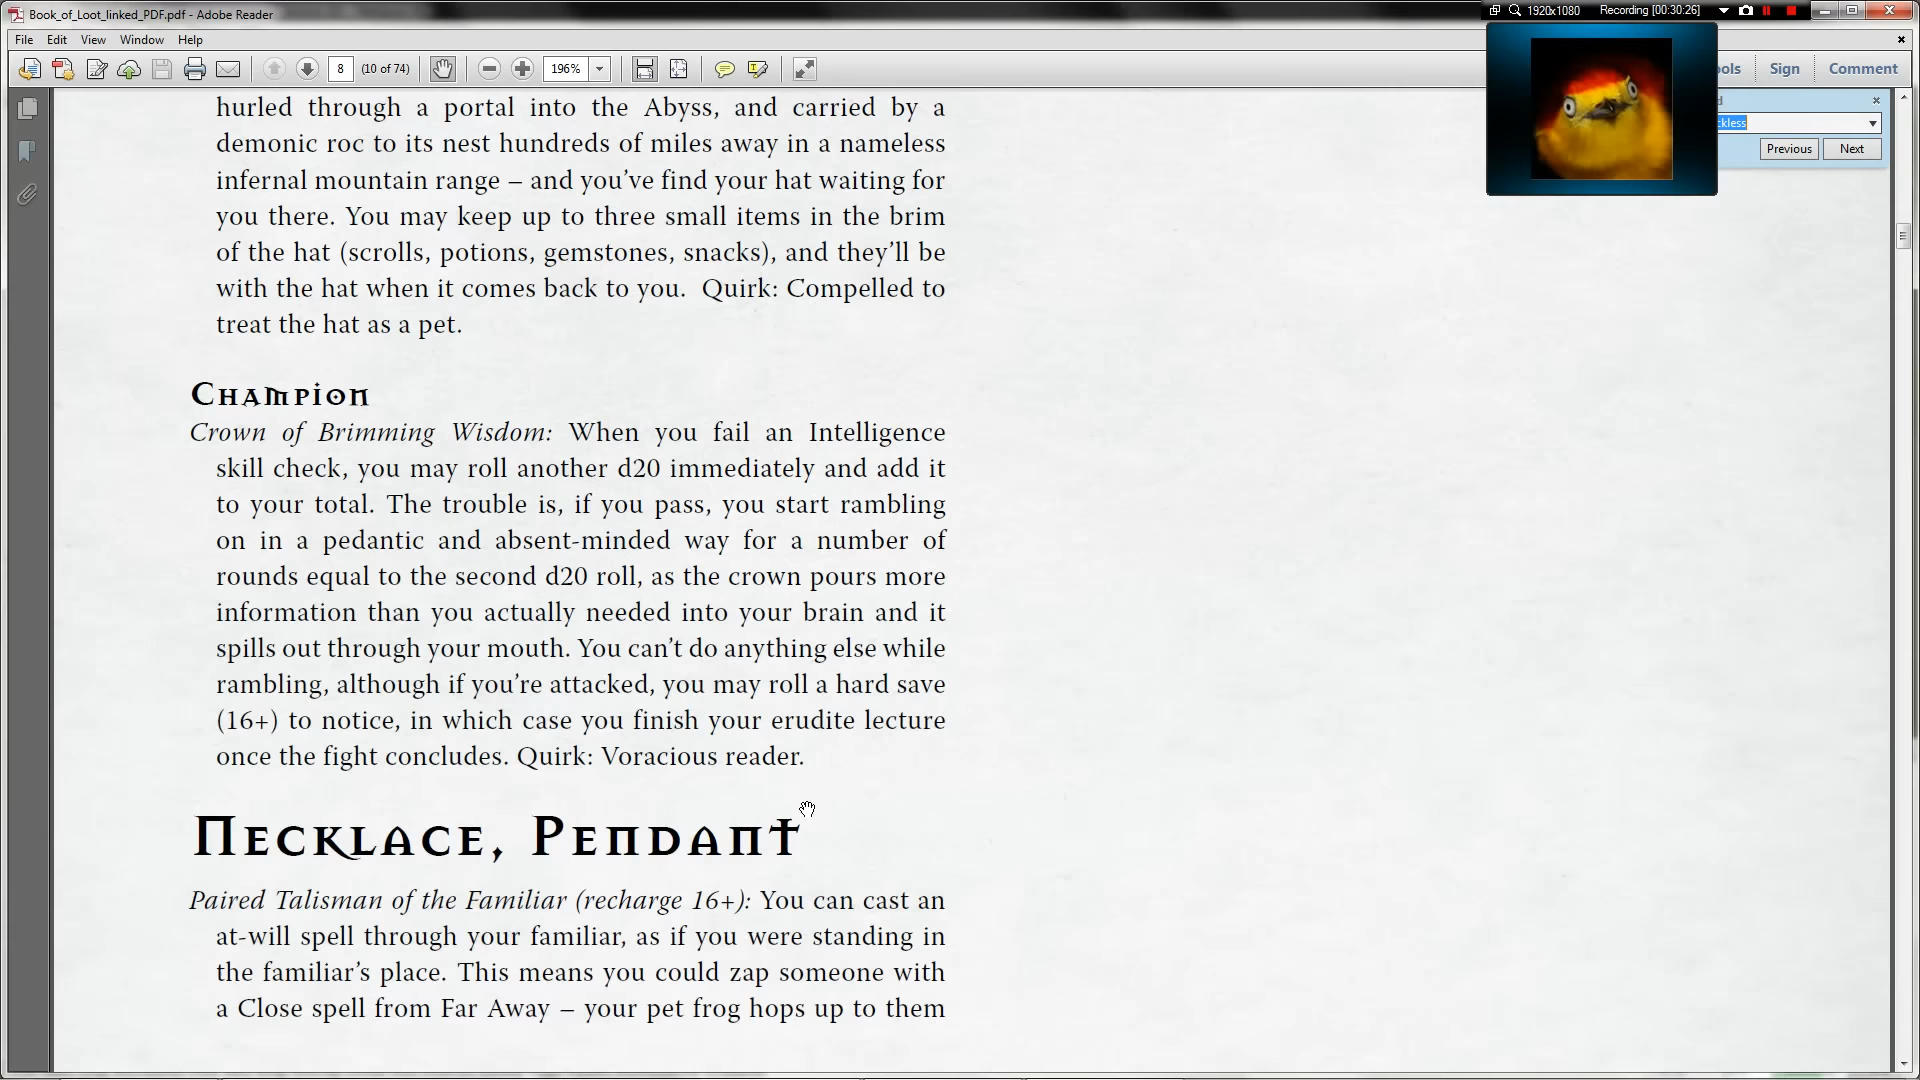 Book_of_Loot_linked_PDF.pdf - Adobe Reader
1920x1080 Recording [00:30:26]
File Edit View Window Help
8 (10 of 74) 196% Sign Comment
Previous Next
hurled through a portal into the Abyss, and carried by a
demonic roc to its nest hundreds of miles away in a nameless
infernal mountain range – and you’ve find your hat waiting for
you there. You may keep up to three small items in the brim
of the hat (scrolls, potions, gemstones, snacks), and they’ll be
with the hat when it comes back to you. Quirk: Compelled to
treat the hat as a pet.
Champion
Crown of Brimming Wisdom: When you fail an Intelligence
skill check, you may roll another d20 immediately and add it
to your total. The trouble is, if you pass, you start rambling
on in a pedantic and absent-minded way for a number of
rounds equal to the second d20 roll, as the crown pours more
information than you actually needed into your brain and it
spills out through your mouth. You can’t do anything else while
rambling, although if you’re attacked, you may roll a hard save
(16+) to notice, in which case you finish your erudite lecture
once the fight concludes. Quirk: Voracious reader.
Necklace, Pendant
Paired Talisman of the Familiar (recharge 16+): You can cast an
at-will spell through your familiar, as if you were standing in
the familiar’s place. This means you could zap someone with
a Close spell from Far Away – your pet frog hops up to them